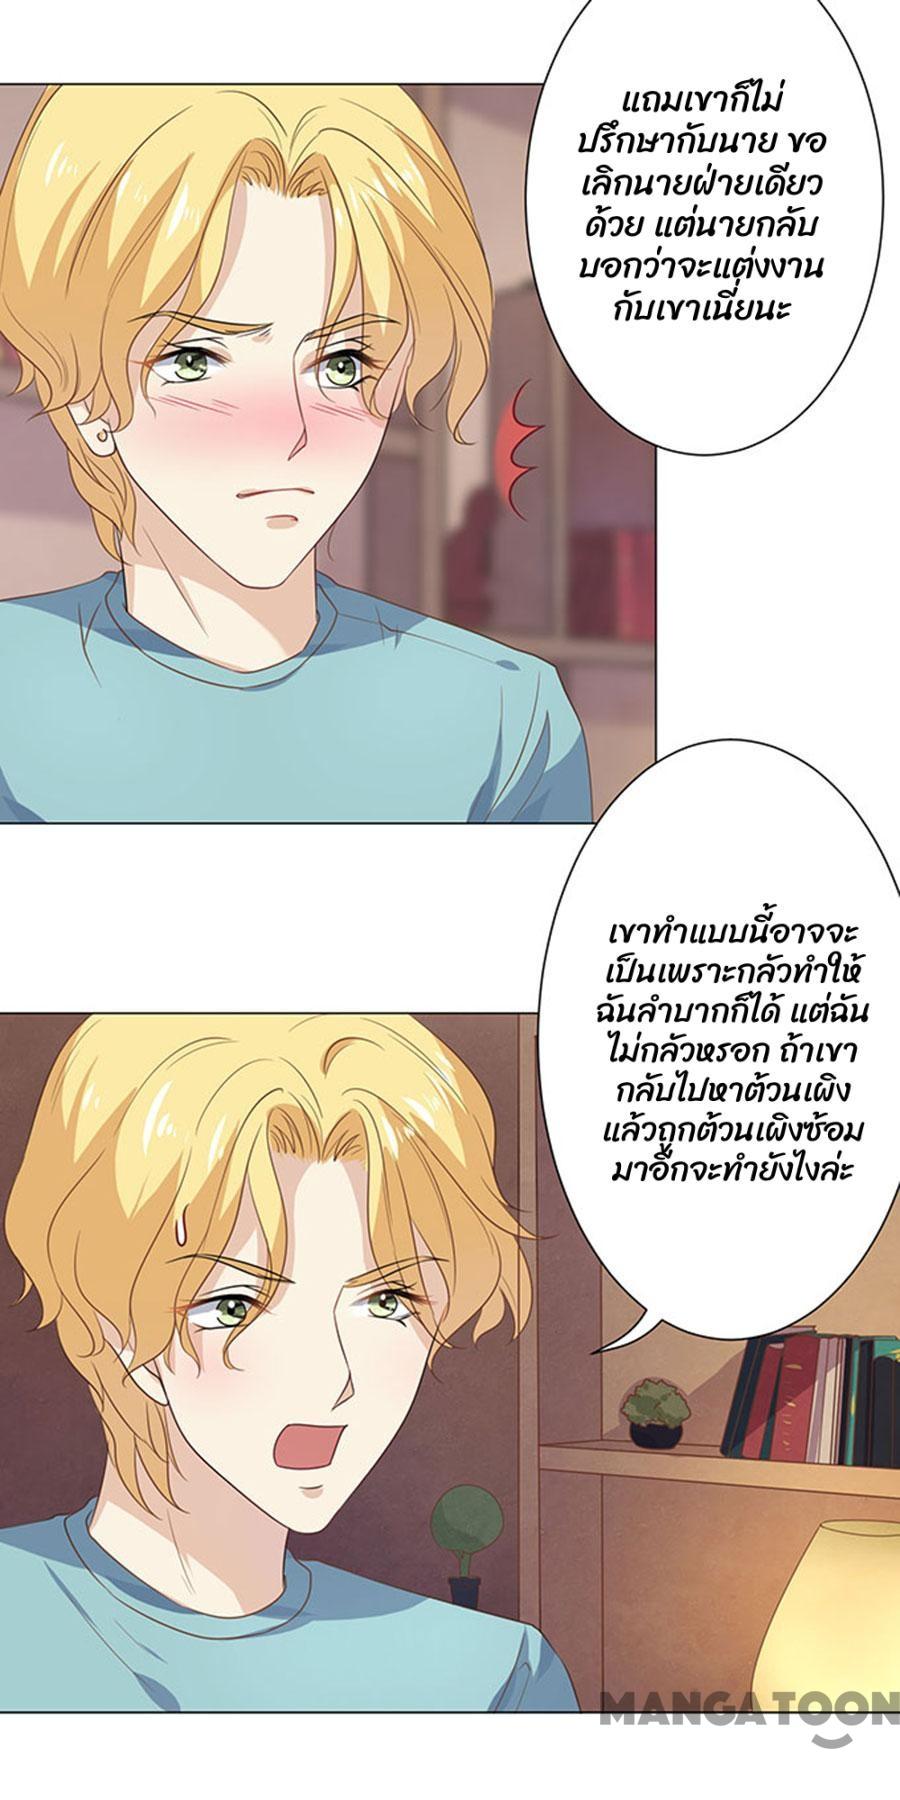 แถมเขาก็ไม่
ปรึกษากับนาย ขอ
เลิกนายฝ่ายเดียว
ด้วย แต่นายกลับ
บอกว่าจะแต่งงาน
กับเขาเนี่ยนะ
เขาทำแบบนี้อาจจะ
เป็นเพราะกลัวทำให้
ฉันลำบากก็ได้ แต่ฉัน
ไม่กลัวหรอก ถ้าเขา
กลับไปหาต้วนเผิง
แล้วถูกต้วนเผิงซ้อม
มาอีกจะทำยังไงล่ะ
MANGATOON